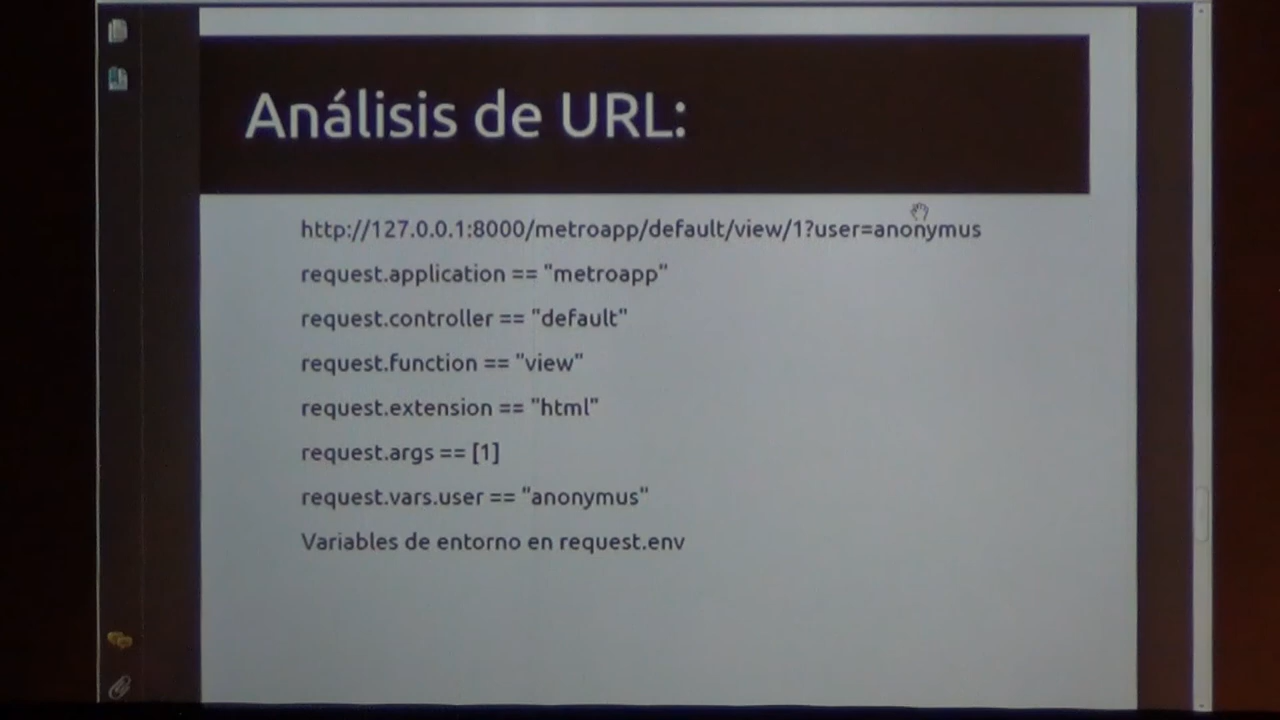 Análisis de URL:
http://127.0.0.1:8000/metroapp/default/view/1?user=anonymus
request.application == "metroapp"
request.controller == "default"
request.function == "view"
request.extension == "html"
request.args == [1]
request.vars.user == "anonymus"
Variables de entorno en request.env